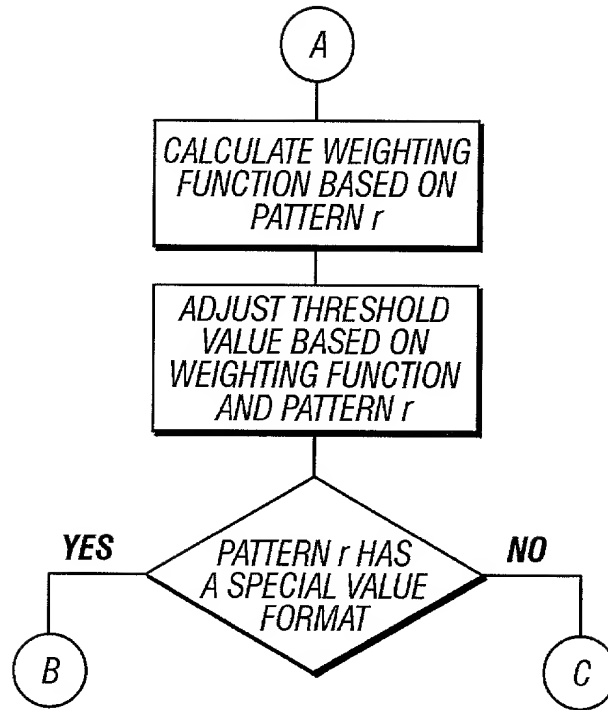 A
CALCULATE WEIGHTING
FUNCTION BASED ON
PATTERN r
ADJUST THRESHOLD
VALUE BASED ON
WEIGHTING FUNCTION
AND PATTERN r
YES
PATTERN r HAS
A SPECIAL VALUE
FORMAT
NO
B
C